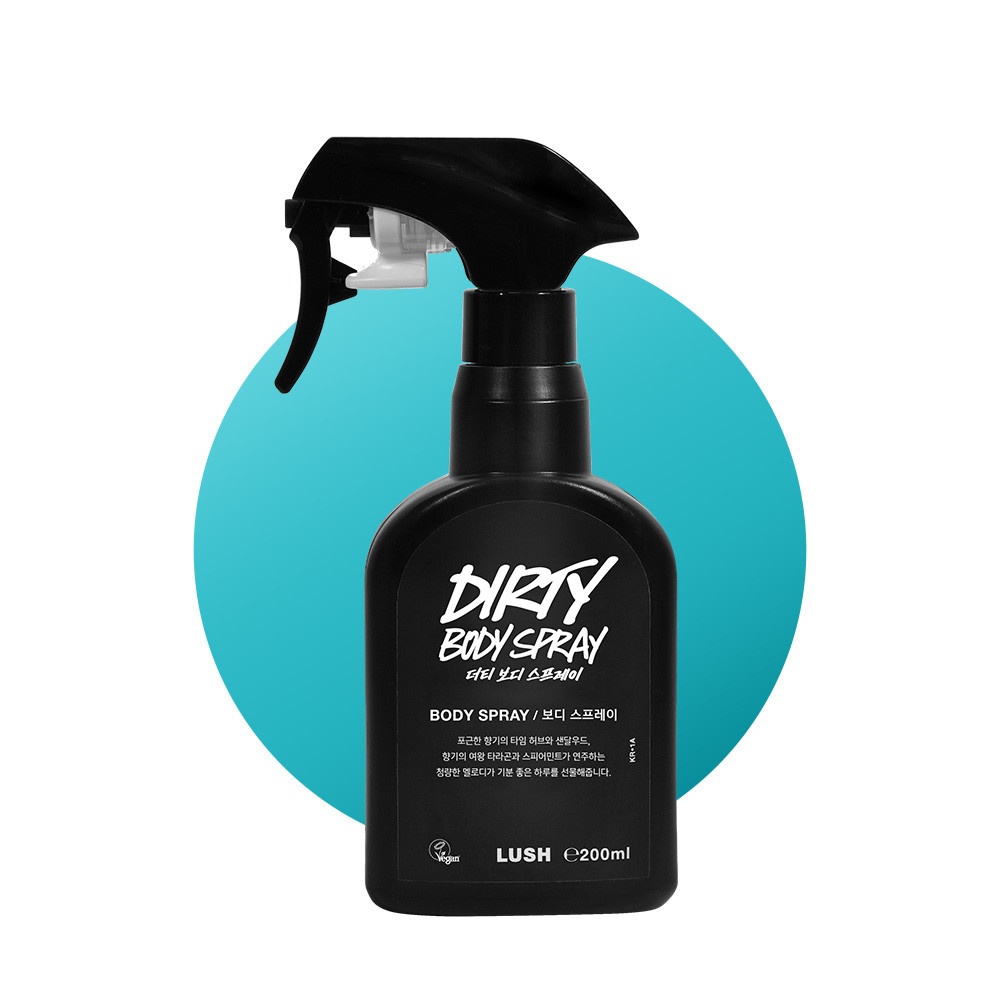 DIRTY
BODY SPRAY
더티 보디 스프레이
BODY SPRAY / 보디 스프레이
포근한 향기의 타임 허브와 샌달우드,
향기의 여왕 타라곤과 스피어민트가 연주하는
청량한 멜로디가 기분 좋은 하루를 선물해줍니다.
KR•1A
Vegan
LUSH ℮200ml